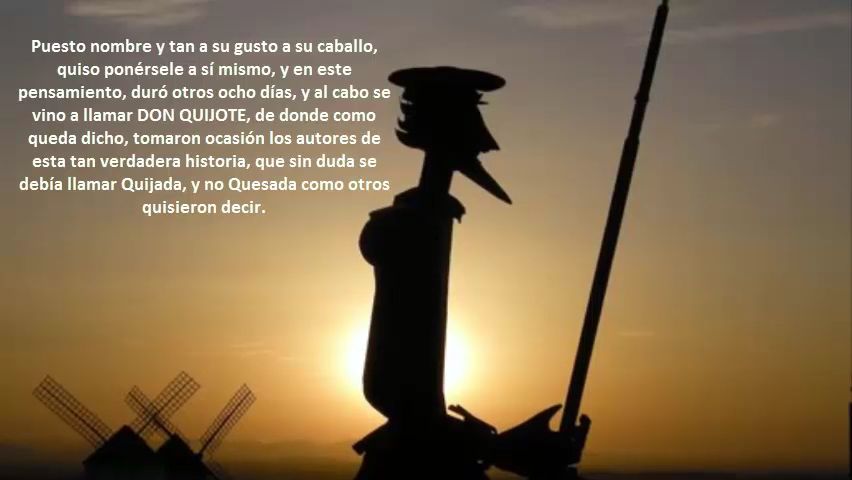 Puesto nombre y tan a su gusto a su caballo,
quiso ponérsele a sí mismo, y en este
pensamiento, duró otros ocho días, y al cabo se
vino a llamar DON QUIJOTE, de donde como
queda dicho, tomaron ocasión los autores de
esta tan verdadera historia, que sin duda se
debía llamar Quijada, y no Quesada como otros
quisieron decir.